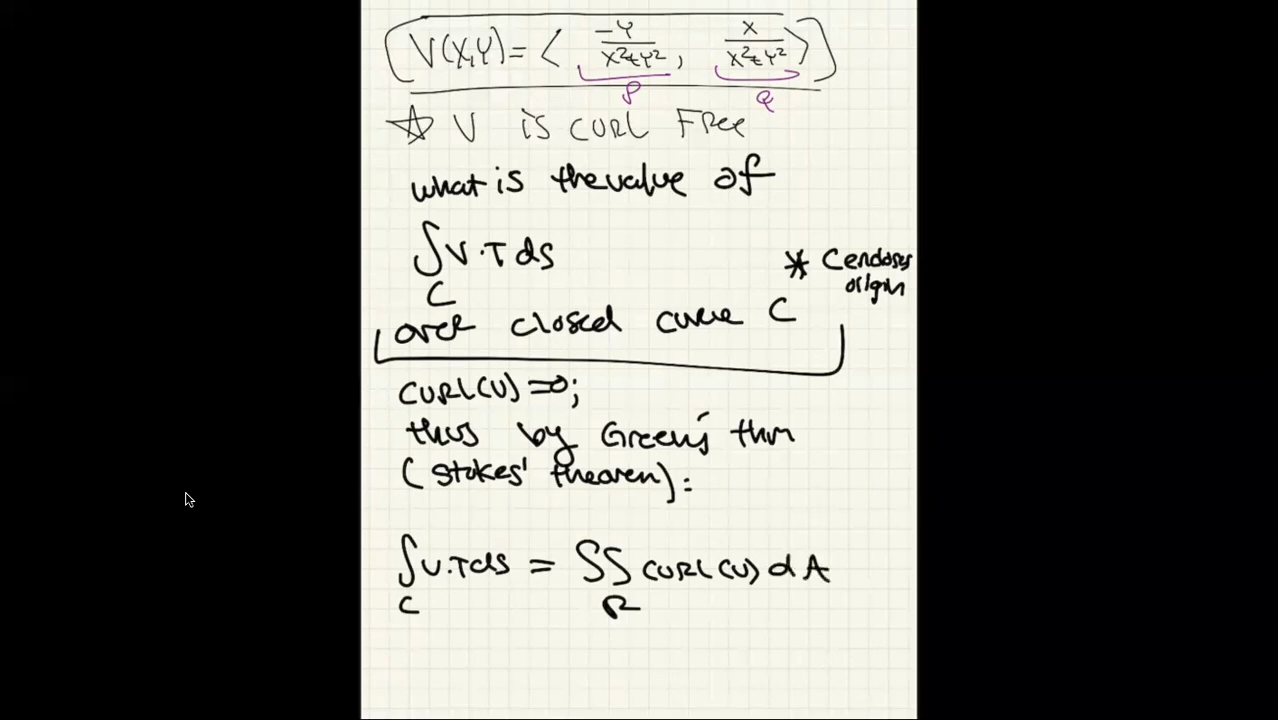 V(X,Y) = < -Y/(X²+Y²), X/(X²+Y²) >
P Q
☆ V is CURL Free
what is the value of
∫_C V·T ds
* C encloses
origin
over closed curve C
CURL(V) = 0;
thus by Green's thm
(Stokes' theorem):
∫_C V·T ds = ∬_R CURL(V) dA